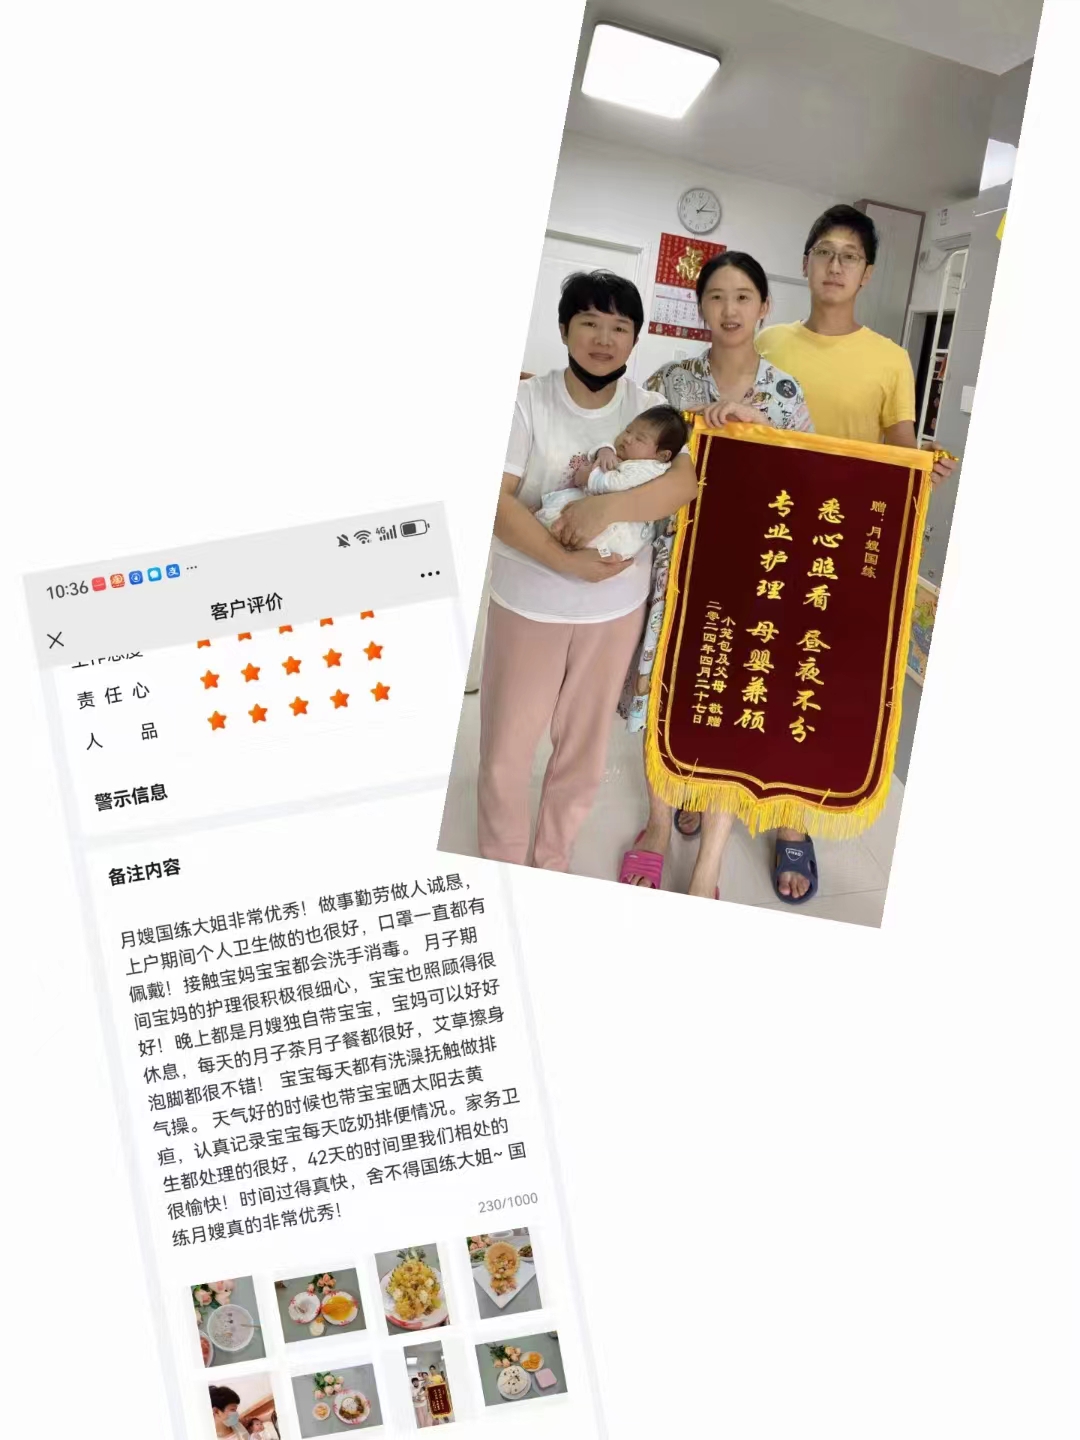 福
4
赠：月嫂国练
悉心照看 昼夜不分
专业护理 母婴兼顾
小笼包及父母 敬赠
二零二四年四月二十七日
10:36
4G
客户评价
工作态度
责任心
人品
警示信息
备注内容
月嫂国练大姐非常优秀！做事勤劳做人诚恳，
上户期间个人卫生做的也很好，口罩一直都有
佩戴！接触宝妈宝宝都会洗手消毒。 月子期
间宝妈的护理很积极很细心，宝宝也照顾得很
好！晚上都是月嫂独自带宝宝，宝妈可以好好
休息，每天的月子茶月子餐都很好，艾草擦身
泡脚都很不错！ 宝宝每天都有洗澡抚触做排
气操。 天气好的时候也带宝宝晒太阳去黄
疸，认真记录宝宝每天吃奶排便情况。家务卫
生都处理的很好，42天的时间里我们相处的
很愉快！时间过得真快，舍不得国练大姐~ 国
练月嫂真的非常优秀！
230/1000